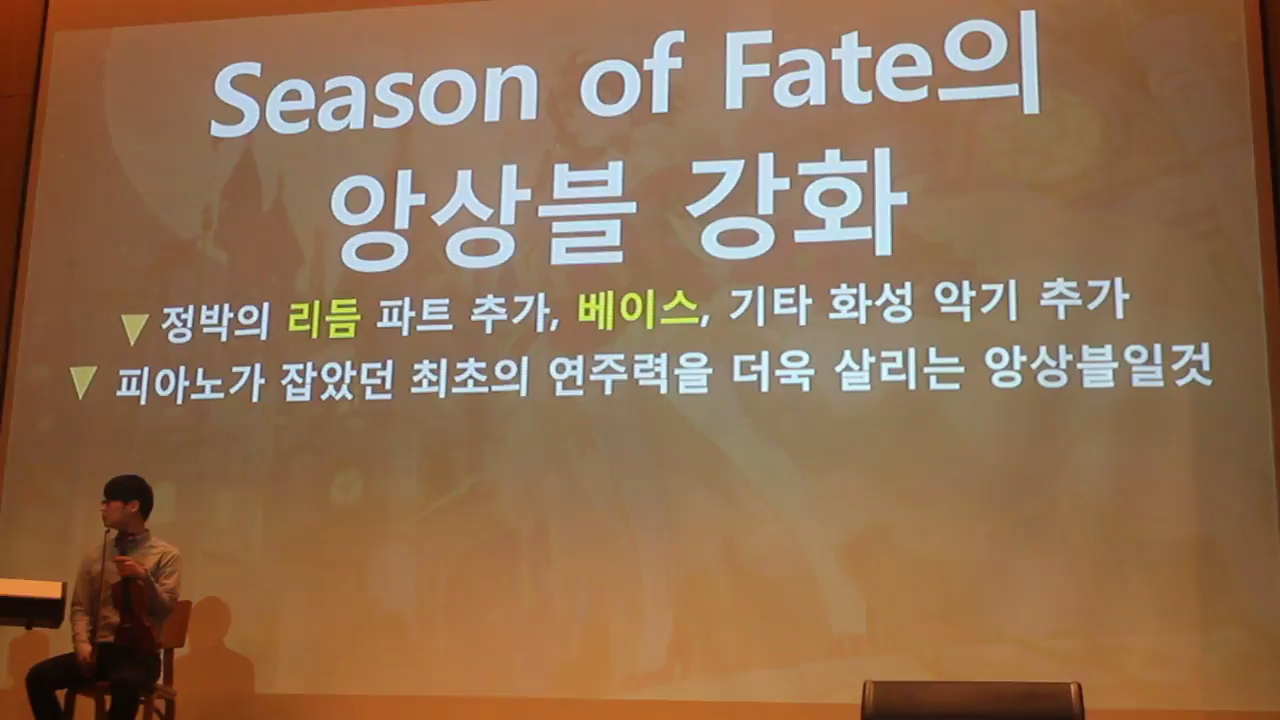 Season of Fate의
앙상블 강화
▼ 정박의 리듬 파트 추가, 베이스, 기타 화성 악기 추가
▼ 피아노가 잡았던 최초의 연주력을 더욱 살리는 앙상블일것